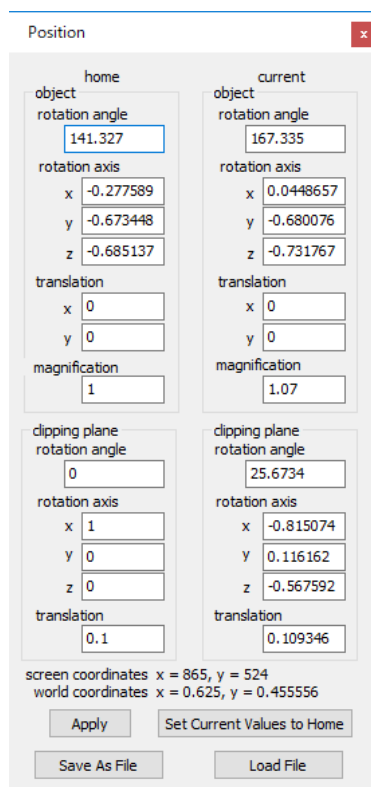 Position x
home current
object object
rotation angle rotation angle
141.327 167.335
rotation axis rotation axis
x -0.277589 x 0.0448657
y -0.673448 y -0.680076
z -0.685137 z -0.731767
translation translation
x 0 x 0
y 0 y 0
magnification magnification
1 1.07
clipping plane clipping plane
rotation angle rotation angle
0 25.6734
rotation axis rotation axis
x 1 x -0.815074
y 0 y 0.116162
z 0 z -0.567592
translation translation
0.1 0.109346
screen coordinates x = 865, y = 524
world coordinates x = 0.625, y = 0.455556
Apply Set Current Values to Home
Save As File Load File